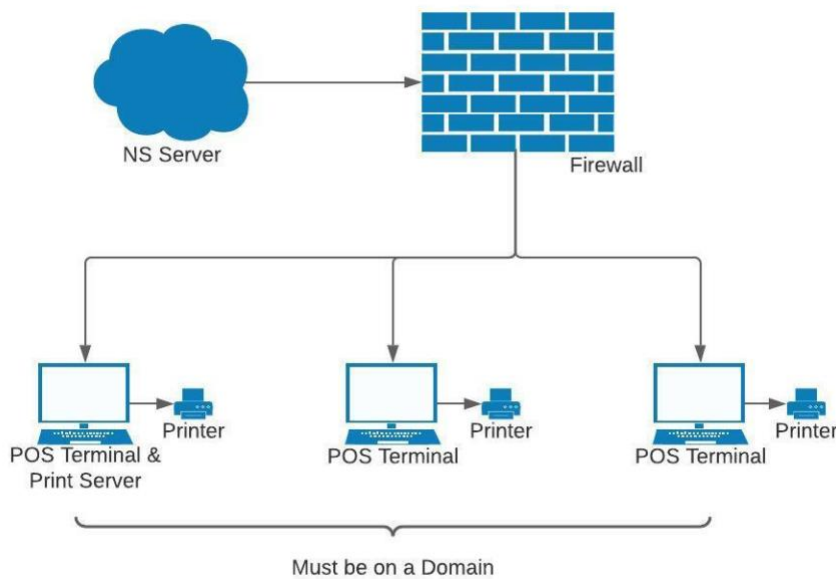 NS Server
Firewall
Printer
Printer
Printer
POS Terminal &
Print Server
POS Terminal
POS Terminal
Must be on a Domain